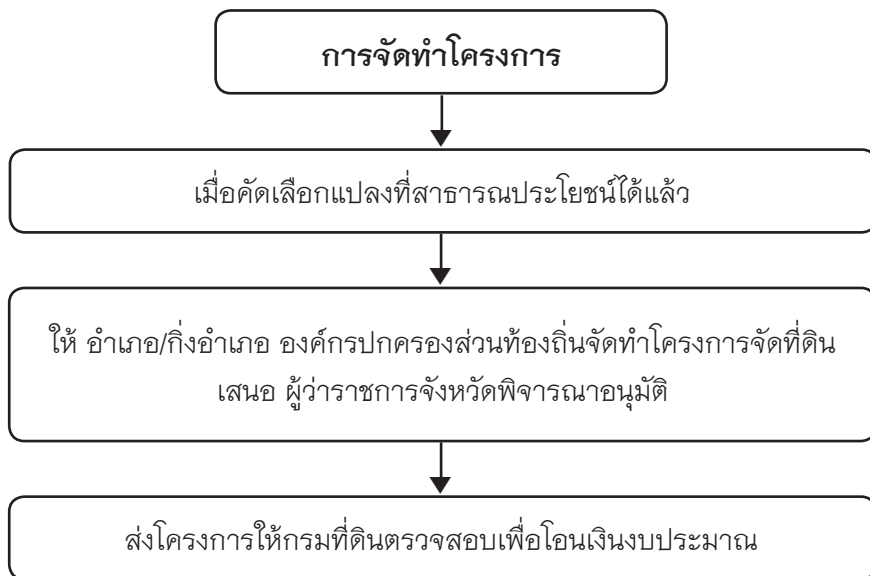 การจัดทำโครงการ
เมื่อคัดเลือกแปลงที่สาธารณประโยชน์ได้แล้ว
ให้ อำเภอ/กิ่งอำเภอ องค์กรปกครองส่วนท้องถิ่นจัดทำโครงการจัดที่ดิน
เสนอ ผู้ว่าราชการจังหวัดพิจารณาอนุมัติ
ส่งโครงการให้กรมที่ดินตรวจสอบเพื่อโอนเงินงบประมาณ